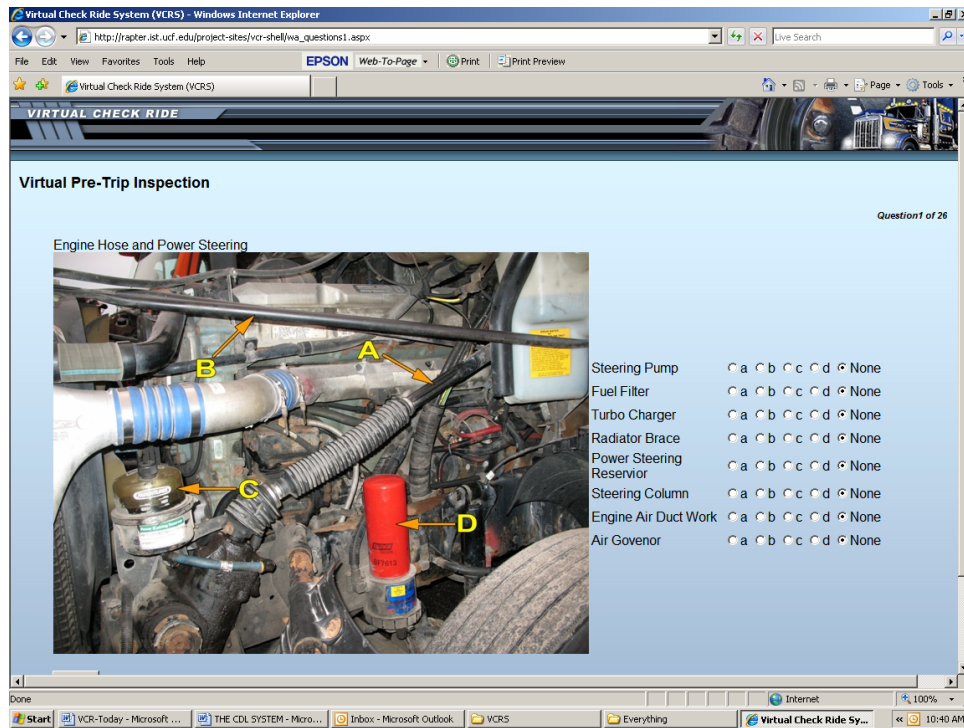 Virtual Check Ride System (VCRS) - Windows Internet Explorer
http://rapter.ist.ucf.edu/project-sites/vcr-shell/wa_questions1.aspx
Live Search
File Edit View Favorites Tools Help
EPSON Web-To-Page Print Print Preview
Virtual Check Ride System (VCRS)
Page Tools
VIRTUAL CHECK RIDE
Virtual Pre-Trip Inspection
Question1 of 26
Engine Hose and Power Steering
A
B
C
D
Steering Pump a b c d None
Fuel Filter a b c d None
Turbo Charger a b c d None
Radiator Brace a b c d None
Power Steering
Reservior a b c d None
Steering Column a b c d None
Engine Air Duct Work a b c d None
Air Govenor a b c d None
Done
Internet
100%
Start
VCR-Today - Microsoft ...
THE CDL SYSTEM - Micro...
Inbox - Microsoft Outlook
VCRS
Everything
Virtual Check Ride Sy...
10:40 AM